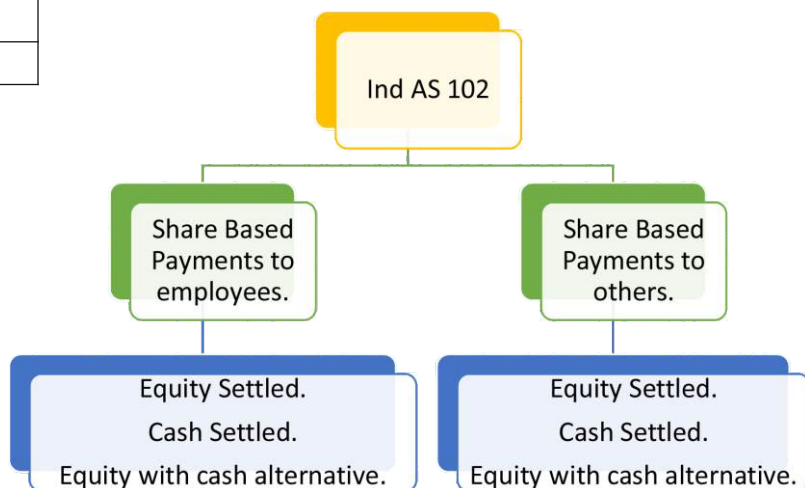 Ind AS 102
Share Based
Payments to
employees.
Share Based
Payments to
others.
Equity Settled.
Cash Settled.
Equity with cash alternative.
Equity Settled.
Cash Settled.
Equity with cash alternative.